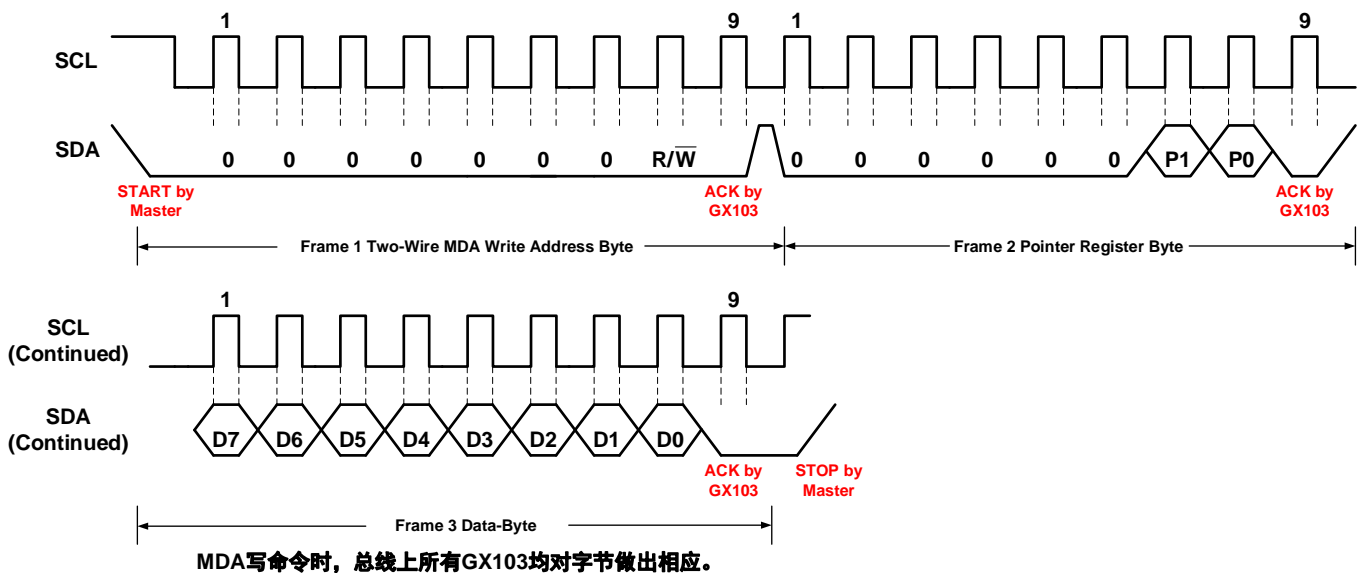 1 9 1 9
SCL
SDA
0 0 0 0 0 0 0 R/W̅ 0 0 0 0 0 0 P1 P0
START by
Master
ACK by
GX103
ACK by
GX103
Frame 1 Two-Wire MDA Write Address Byte
Frame 2 Pointer Register Byte
1 9
SCL
(Continued)
SDA
(Continued)
D7 D6 D5 D4 D3 D2 D1 D0
ACK by
GX103
STOP by
Master
Frame 3 Data-Byte
MDA写命令时，总线上所有GX103均对字节做出相应。